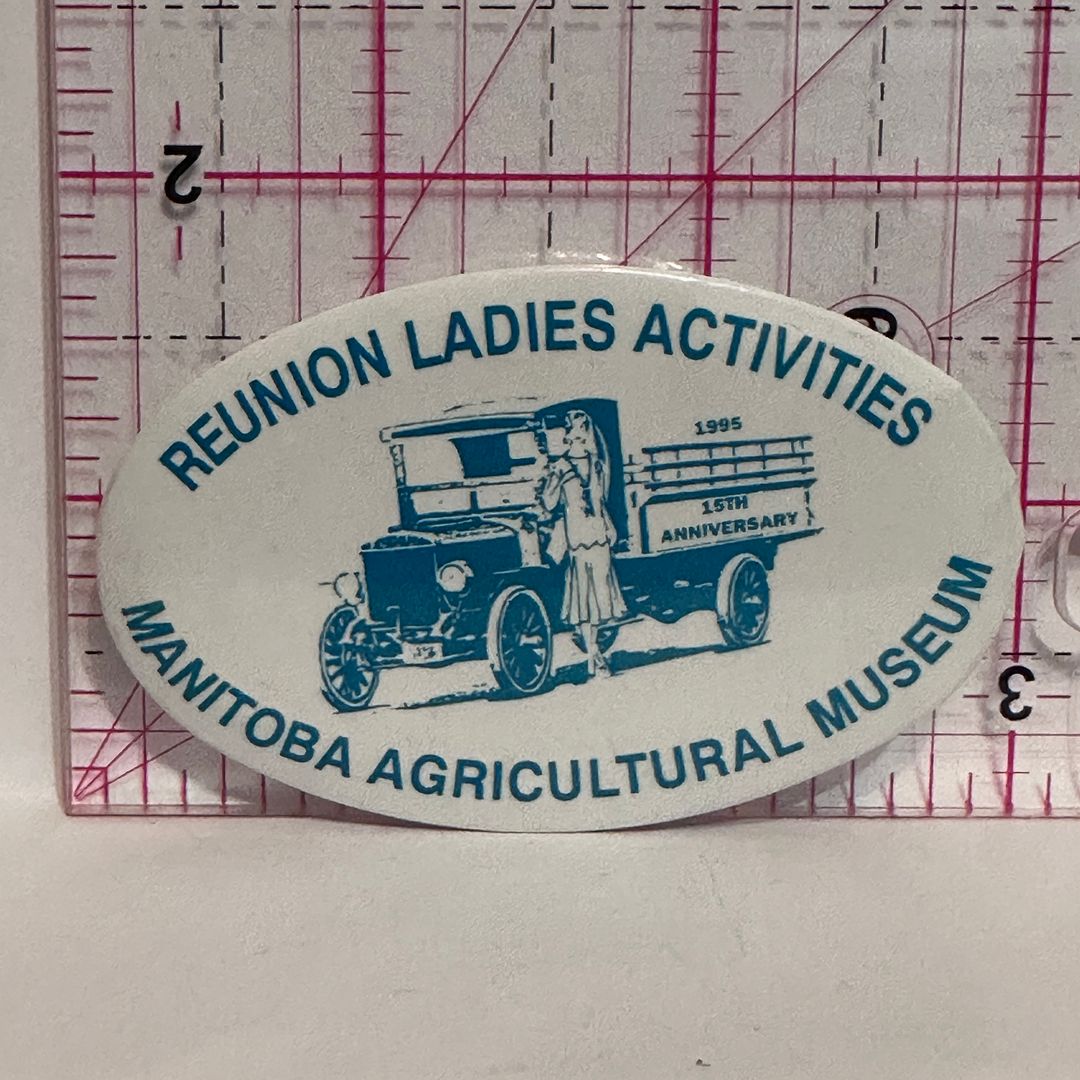 2
REUNION LADIES ACTIVITIES
1995
15TH
ANNIVERSARY
MANITOBA AGRICULTURAL MUSEUM
3